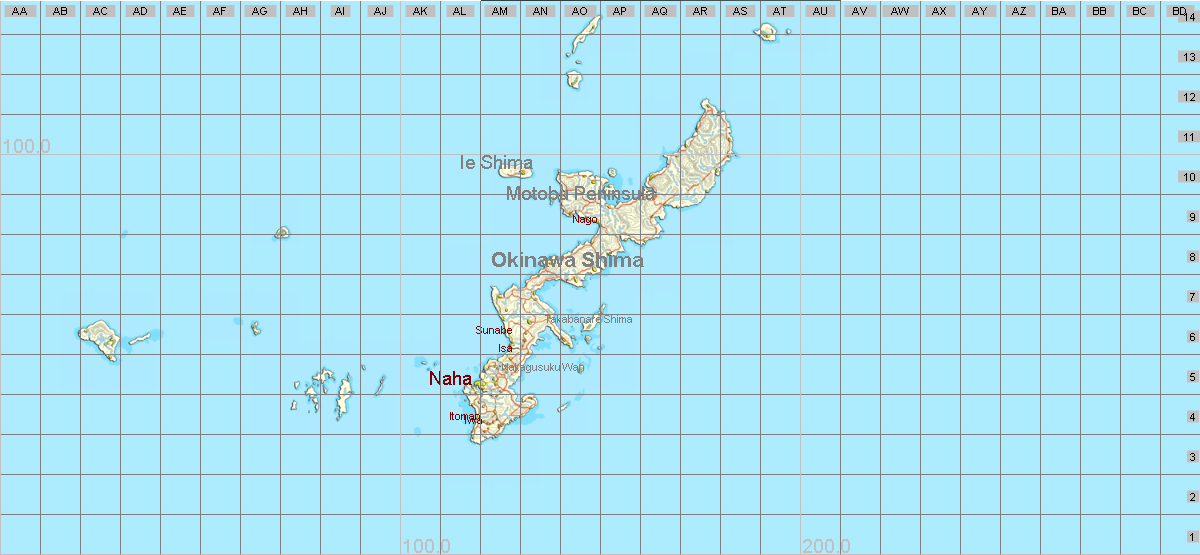 AA AB AC AD AE AF AG AH AI AJ AK AL AM AN AO AP AQ AR AS AT AU AV AW AX AY AZ BA BB BC BD
14
13
12
11
100.0
Ie Shima
10
Motobu Peninsula
Nago
9
Okinawa Shima
8
7
Takabanare Shima
Sunabe
6
Isa
Nakagusuku Wan
Naha
5
Itoman
4
3
2
1
100.0
200.0